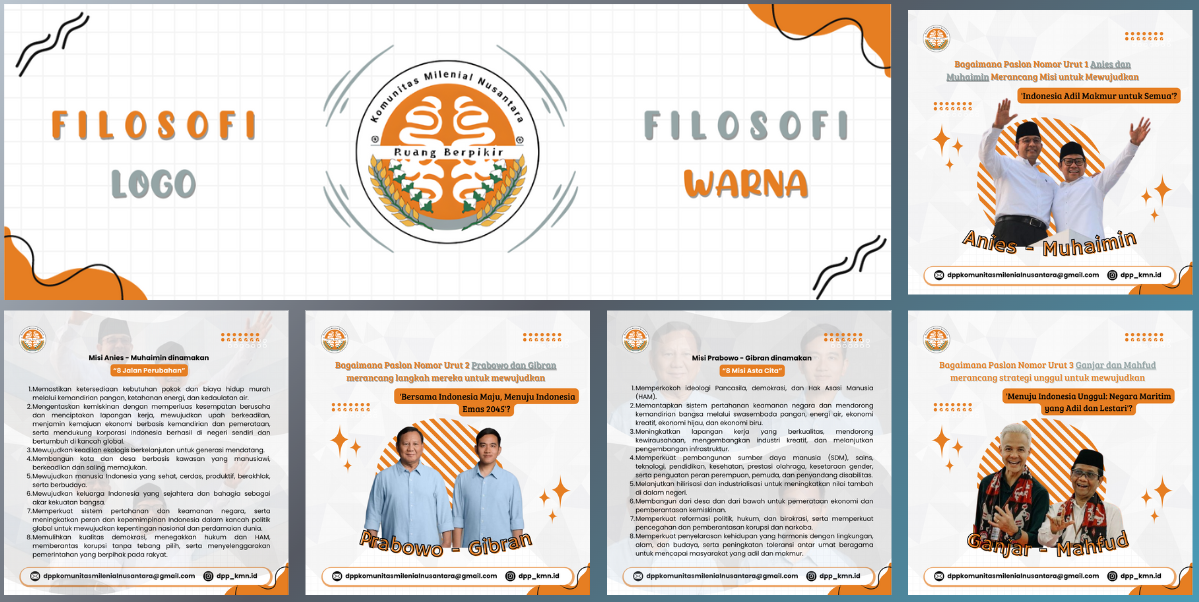 FILOSOFI
LOGO
Komunitas Milenial Nusantara
Ruang Berpikir
FILOSOFI
WARNA
Bagaimana Paslon Nomor Urut 1 Anies dan
Muhaimin Merancang Misi untuk Mewujudkan
'Indonesia Adil Makmur untuk Semua'?
Anies - Muhaimin
dppkomunitasmilenialnusantara@gmail.com dpp_kmn.id
Misi Anies - Muhaimin dinamakan
"8 Jalan Perubahan"
1.Memastikan ketersediaan kebutuhan pokok dan biaya hidup murah
melalui kemandirian pangan, ketahanan energi, dan kedaulatan air.
2.Mengentaskan kemiskinan dengan memperluas kesempatan berusaha
dan menciptakan lapangan kerja, mewujudkan upah berkeadilan,
menjamin kemajuan ekonomi berbasis kemandirian dan pemerataan,
serta mendukung korporasi Indonesia berhasil di negeri sendiri dan
bertumbuh di kancah global.
3.Mewujudkan keadilan ekologis berkelanjutan untuk generasi mendatang.
4.Membangun kota dan desa berbasis kawasan yang manusiawi,
berkeadilan dan saling memajukan.
5.Mewujudkan manusia Indonesia yang sehat, cerdas, produktif, berakhlak,
serta berbudaya.
6.Mewujudkan keluarga Indonesia yang sejahtera dan bahagia sebagai
akar kekuatan bangsa.
7.Memperkuat sistem pertahanan dan keamanan negara, serta
meningkatkan peran dan kepemimpinan Indonesia dalam kancah politik
global untuk mewujudkan kepentingan nasional dan perdamaian dunia.
8.Memulihkan kualitas demokrasi, menegakkan hukum dan HAM,
memberantas korupsi tanpa tebang pilih, serta menyelenggarakan
pemerintahan yang berpihak pada rakyat.
dppkomunitasmilenialnusantara@gmail.com dpp_kmn.id
Bagaimana Paslon Nomor Urut 2 Prabowo dan Gibran
merancang langkah mereka untuk mewujudkan
'Bersama Indonesia Maju, Menuju Indonesia
Emas 2045'?
Prabowo - Gibran
dppkomunitasmilenialnusantara@gmail.com dpp_kmn.id
Misi Prabowo - Gibran dinamakan
"8 Misi Asta Cita"
1.Memperkokoh ideologi Pancasila, demokrasi, dan Hak Asasi Manusia
(HAM).
2.Memantapkan sistem pertahanan keamanan negara dan mendorong
kemandirian bangsa melalui swasembada pangan, energi air, ekonomi
kreatif, ekonomi hijau, dan ekonomi biru.
3.Meningkatkan lapangan kerja yang berkualitas, mendorong
kewirausahaan, mengembangkan industri kreatif, dan melanjutkan
pengembangan infrastruktur.
4.Memperkuat pembangunan sumber daya manusia (SDM), sains,
teknologi, pendidikan, kesehatan, prestasi olahraga, kesetaraan gender,
serta penguatan peran perempuan, pemuda, dan penyandang disabilitas.
5.Melanjutkan hilirisasi dan industrialisasi untuk meningkatkan nilai tambah
di dalam negeri.
6.Membangun dari desa dan dari bawah untuk pemerataan ekonomi dan
pemberantasan kemiskinan.
7.Memperkuat reformasi politik, hukum, dan birokrasi, serta memperkuat
pencegahan dan pemberantasan korupsi dan narkoba.
8.Memperkuat penyelarasan kehidupan yang harmonis dengan lingkungan,
alam, dan budaya, serta peningkatan toleransi antar umat beragama
untuk mencapai masyarakat yang adil dan makmur.
dppkomunitasmilenialnusantara@gmail.com dpp_kmn.id
Bagaimana Paslon Nomor Urut 3 Ganjar dan Mahfud
merancang strategi unggul untuk mewujudkan
'Menuju Indonesia Unggul: Negara Maritim
yang Adil dan Lestari'?
Ganjar - Mahfud
dppkomunitasmilenialnusantara@gmail.com dpp_kmn.id